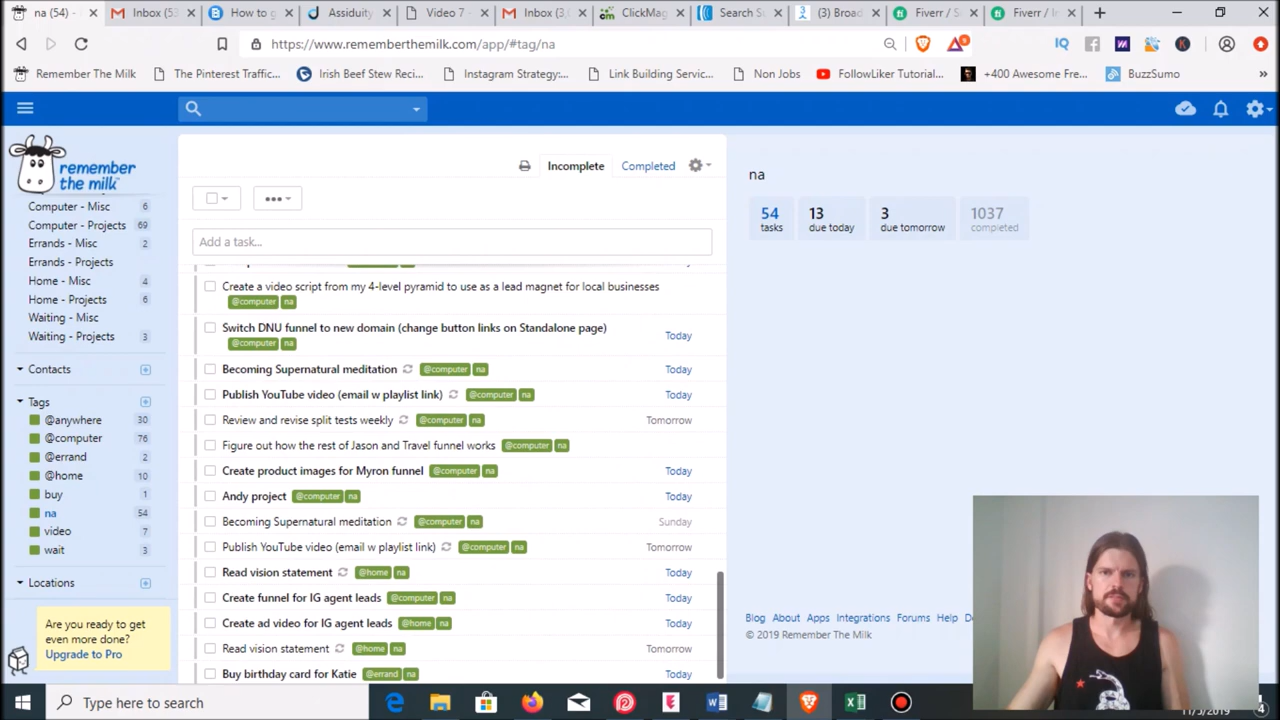 na (54) -
Inbox (53
How to g
Assiduity
Video 7 -
Inbox (3,
ClickMag
Search Su
(3) Broad
Fiverr / S
Fiverr / In
https://www.rememberthemilk.com/app/#tag/na
9
IQ
K
Remember The Milk
The Pinterest Traffic...
Irish Beef Stew Reci...
Instagram Strategy:...
Link Building Servic...
Non Jobs
FollowLiker Tutorial...
+400 Awesome Fre...
BuzzSumo
»
remember
the milk
Computer - Misc 6
Computer - Projects 69
Errands - Misc 2
Errands - Projects
Home - Misc 4
Home - Projects 6
Waiting - Misc
Waiting - Projects 3
Contacts
Tags
@anywhere 30
@computer 76
@errand 2
@home 10
buy 1
na 54
video 7
wait 3
Locations
Are you ready to get
even more done?
Upgrade to Pro
Incomplete
Completed
Add a task...
Create a video script from my 4-level pyramid to use as a lead magnet for local businesses
@computer na
Switch DNU funnel to new domain (change button links on Standalone page)
@computer na Today
Becoming Supernatural meditation @computer na Today
Publish YouTube video (email w playlist link) @computer na Today
Review and revise split tests weekly @computer na Tomorrow
Figure out how the rest of Jason and Travel funnel works @computer na
Create product images for Myron funnel @computer na Today
Andy project @computer na Today
Becoming Supernatural meditation @computer na Sunday
Publish YouTube video (email w playlist link) @computer na Tomorrow
Read vision statement @home na Today
Create funnel for IG agent leads @computer na Today
Create ad video for IG agent leads @home na Today
Read vision statement @home na Tomorrow
Buy birthday card for Katie @errand na Today
na
54 13 3 1037
tasks due today due tomorrow completed
Blog About Apps Integrations Forums Help
© 2019 Remember The Milk
Type here to search
11/5/2019
4